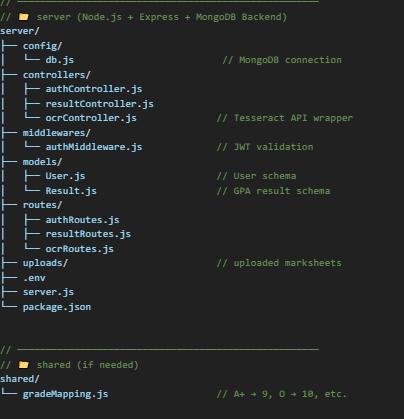 // ────────────────────────────────────────────────
// 📂 server (Node.js + Express + MongoDB Backend)
server/
├── config/
│   └── db.js                       // MongoDB connection
├── controllers/
│   ├── authController.js
│   ├── resultController.js
│   └── ocrController.js            // Tesseract API wrapper
├── middlewares/
│   └── authMiddleware.js           // JWT validation
├── models/
│   ├── User.js                     // User schema
│   └── Result.js                   // GPA result schema
├── routes/
│   ├── authRoutes.js
│   ├── resultRoutes.js
│   └── ocrRoutes.js
├── uploads/                        // uploaded marksheets
├── .env
├── server.js
└── package.json
// ────────────────────────────────────────────────
// 📂 shared (if needed)
shared/
└── gradeMapping.js                 // A+ → 9, O → 10, etc.